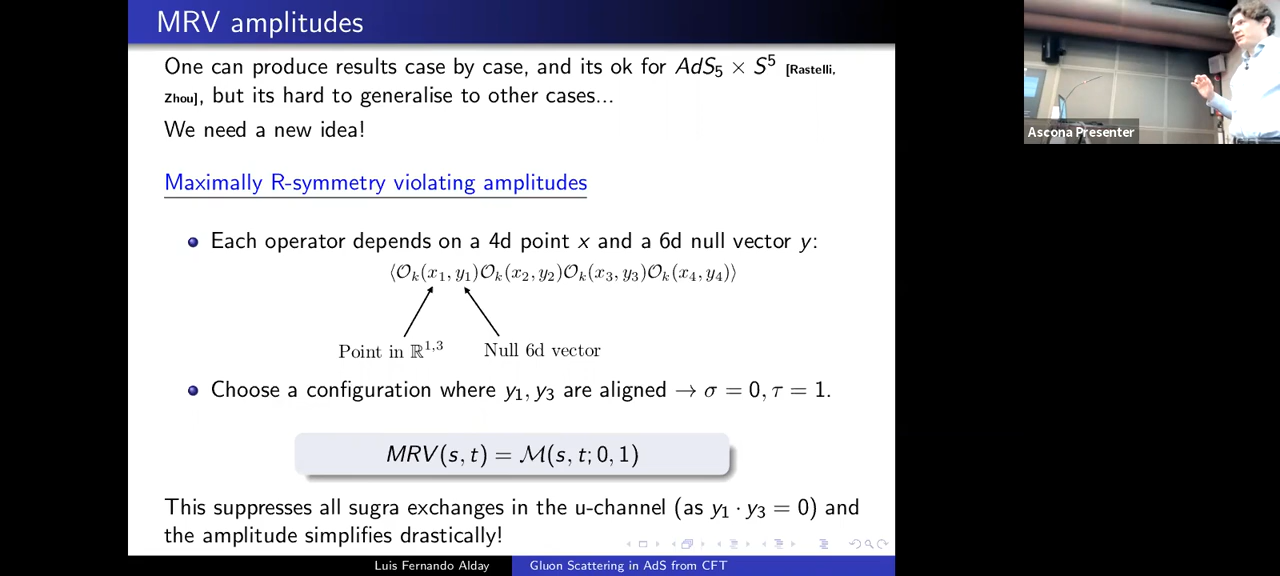 MRV amplitudes
One can produce results case by case, and its ok for AdS₅ × S⁵ [Rastelli,
Zhou], but its hard to generalise to other cases...
We need a new idea!
Maximally R-symmetry violating amplitudes
Each operator depends on a 4d point x and a 6d null vector y:
⟨𝒪ₖ(x₁, y₁)𝒪ₖ(x₂, y₂)𝒪ₖ(x₃, y₃)𝒪ₖ(x₄, y₄)⟩
Point in ℝ¹,³ Null 6d vector
Choose a configuration where y₁, y₃ are aligned → σ = 0, τ = 1.
MRV(s, t) = ℳ(s, t; 0, 1)
This suppresses all sugra exchanges in the u-channel (as y₁ · y₃ = 0) and
the amplitude simplifies drastically!
Luis Fernando Alday Gluon Scattering in AdS from CFT
Ascona Presenter